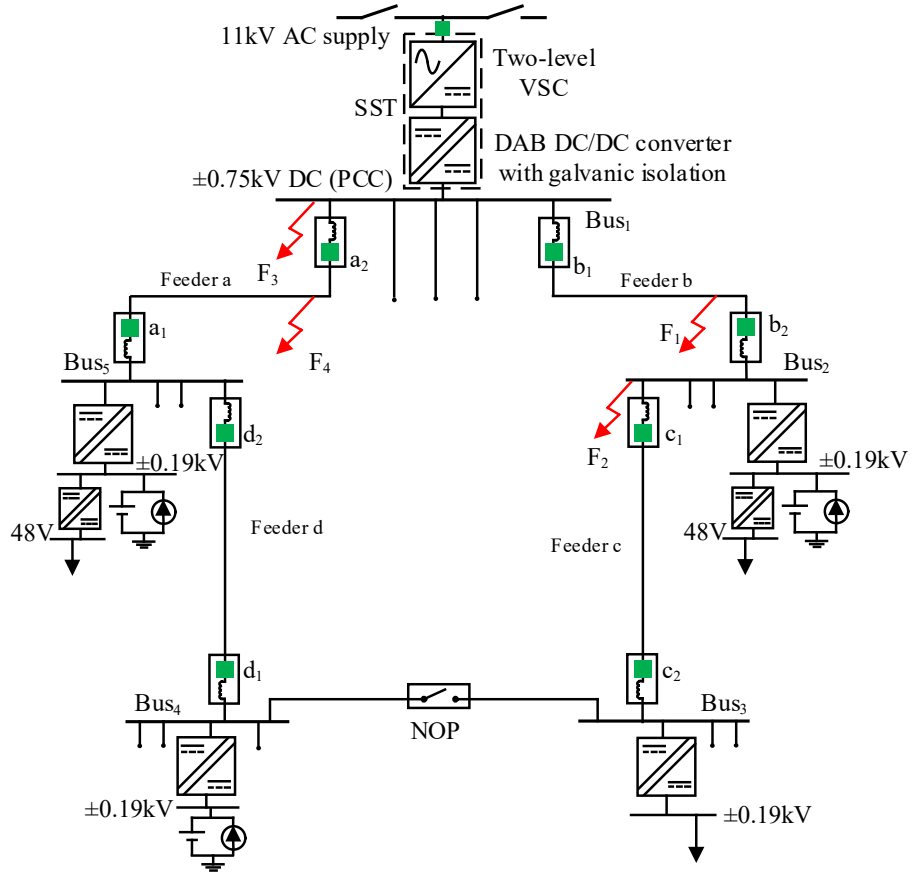 11kV AC supply
Two-level
VSC
SST
DAB DC/DC converter
with galvanic isolation
±0.75kV DC (PCC)
Bus₁
F₃
a₂
b₁
Feeder a
Feeder b
a₁
F₄
F₁
b₂
Bus₅
Bus₂
d₂
c₁
F₂
±0.19kV
±0.19kV
48V
48V
Feeder d
Feeder c
d₁
c₂
Bus₄
Bus₃
NOP
±0.19kV
±0.19kV